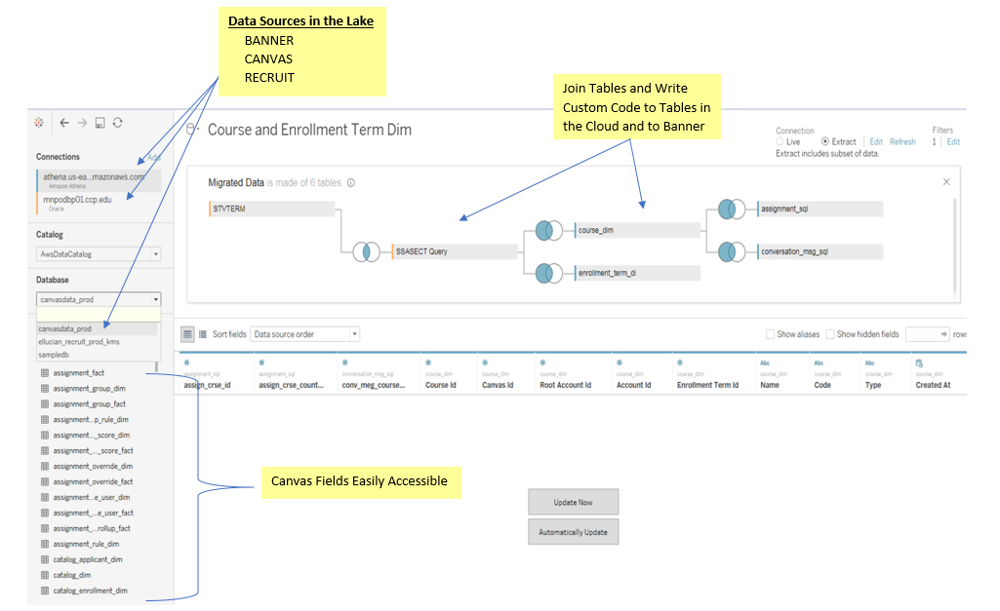 Data Sources in the Lake
BANNER
CANVAS
RECRUIT
Join Tables and Write
Custom Code to Tables in
the Cloud and to Banner
Course and Enrollment Term Dim
Connection
Live
Extract
Edit
Refresh
Extract includes subset of data.
Filters
1
Edit
Connections
Add
athena.us-ea...mazonaws.com
Amazon Athena
mnpodbp01.ccp.edu
Oracle
Catalog
AwsDataCatalog
Database
canvasdata_prod
canvasdata_prod
ellucian_recruit_prod_kms
sampledb
Migrated Data is made of 6 tables.
STVTERM
SSASECT Query
course_dim
enrollment_term_di
assignment_sql
conversation_msg_sql
Sort fields
Data source order
Show aliases
Show hidden fields
rows
#
assignment_sql
assign_crse_id
#
assignment_sql
assign_crse_count...
#
conversation_msg_sql
conv_meg_course...
#
course_dim
Course Id
#
course_dim
Canvas Id
#
course_dim
Root Account Id
#
course_dim
Account Id
#
course_dim
Enrollment Term Id
Abc
course_dim
Name
Abc
course_dim
Code
Abc
course_dim
Type
course_dim
Created At
assignment_fact
assignment_group_dim
assignment_group_fact
assignment...p_rule_dim
assignment..._score_dim
assignment_..._score_fact
assignment_override_dim
assignment_override_fact
assignment...e_user_dim
assignment_...e_user_fact
assignment_...rollup_fact
assignment_rule_dim
catalog_applicant_dim
catalog_dim
catalog_enrollment_dim
Canvas Fields Easily Accessible
Update Now
Automatically Update